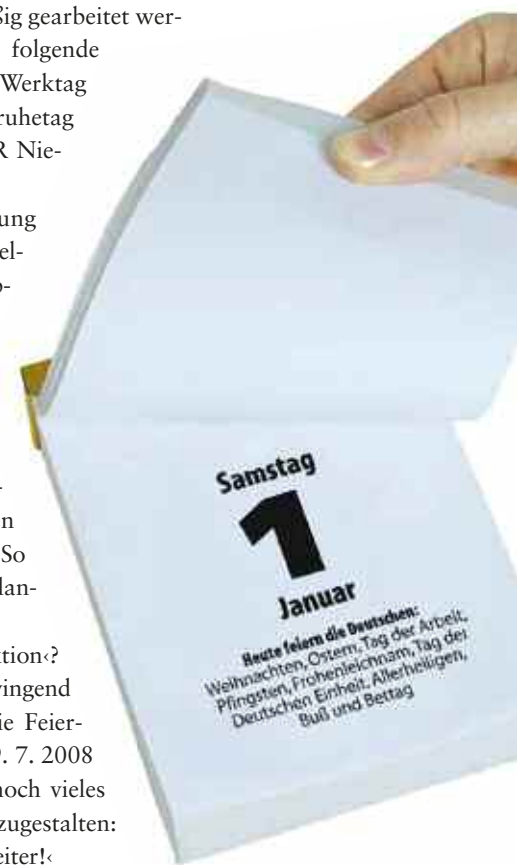 ßig gearbeitet wer-
folgende
Werktag
ruhetag
R Nie-
ung
el-
-
So
lan-
tion‹?
wingend
ie Feier-
. 7. 2008
noch vieles
zugestalten:
eiter!‹
Samstag
1
Januar
Heute feiern die Deutschen:
Weihnachten, Ostern, Tag der Arbeit,
Pfingsten, Frohenleichnam, Tag der
Deutschen Einheit, Allerheiligen,
Buß und Bettag